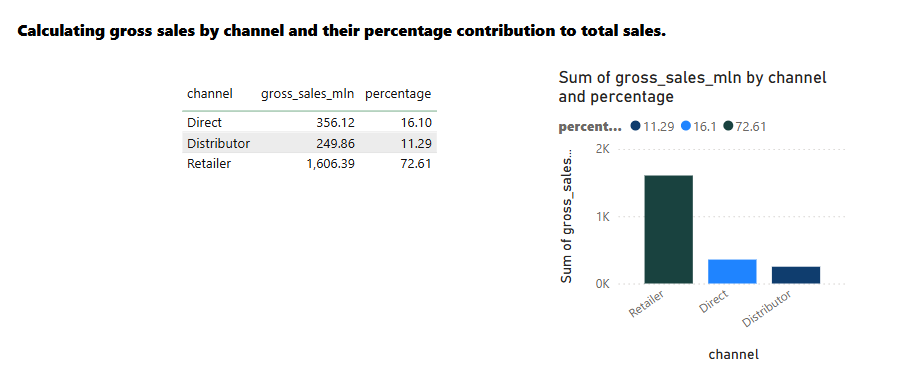 Calculating gross sales by channel and their percentage contribution to total sales.
channel gross_sales_mln percentage
Direct 356.12 16.10
Distributor 249.86 11.29
Retailer 1,606.39 72.61
Sum of gross_sales_mln by channel
and percentage
percent... 11.29 16.1 72.61
Sum of gross_sales...
2K
1K
0K
Retailer Direct Distributor
channel